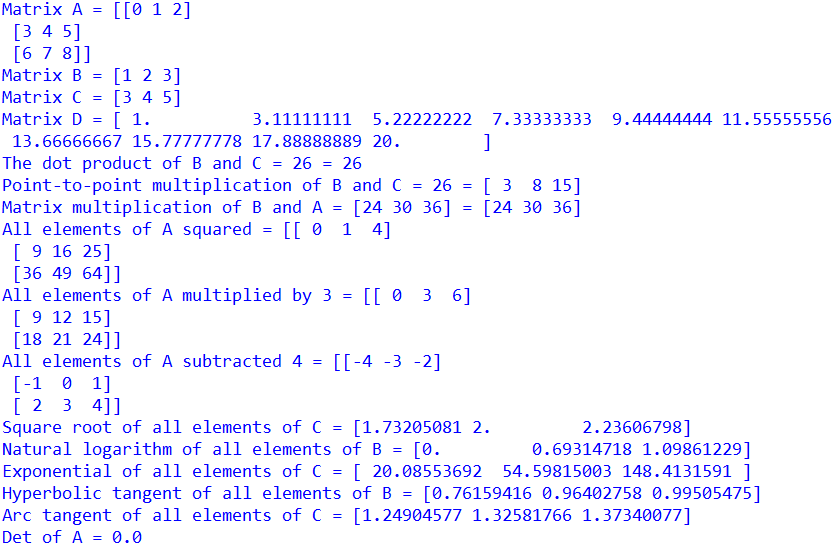 Matrix A = [[0 1 2]
 [3 4 5]
 [6 7 8]]
Matrix B = [1 2 3]
Matrix C = [3 4 5]
Matrix D = [ 1.          3.11111111  5.22222222  7.33333333  9.44444444 11.55555556
 13.66666667 15.77777778 17.88888889 20.        ]
The dot product of B and C = 26 = 26
Point-to-point multiplication of B and C = 26 = [ 3  8 15]
Matrix multiplication of B and A = [24 30 36] = [24 30 36]
All elements of A squared = [[ 0  1  4]
 [ 9 16 25]
 [36 49 64]]
All elements of A multiplied by 3 = [[ 0  3  6]
 [ 9 12 15]
 [18 21 24]]
All elements of A subtracted 4 = [[-4 -3 -2]
 [-1  0  1]
 [ 2  3  4]]
Square root of all elements of C = [1.73205081 2.         2.23606798]
Natural logarithm of all elements of B = [0.         0.69314718 1.09861229]
Exponential of all elements of C = [ 20.08553692  54.59815003 148.4131591 ]
Hyperbolic tangent of all elements of B = [0.76159416 0.96402758 0.99505475]
Arc tangent of all elements of C = [1.24904577 1.32581766 1.37340077]
Det of A = 0.0